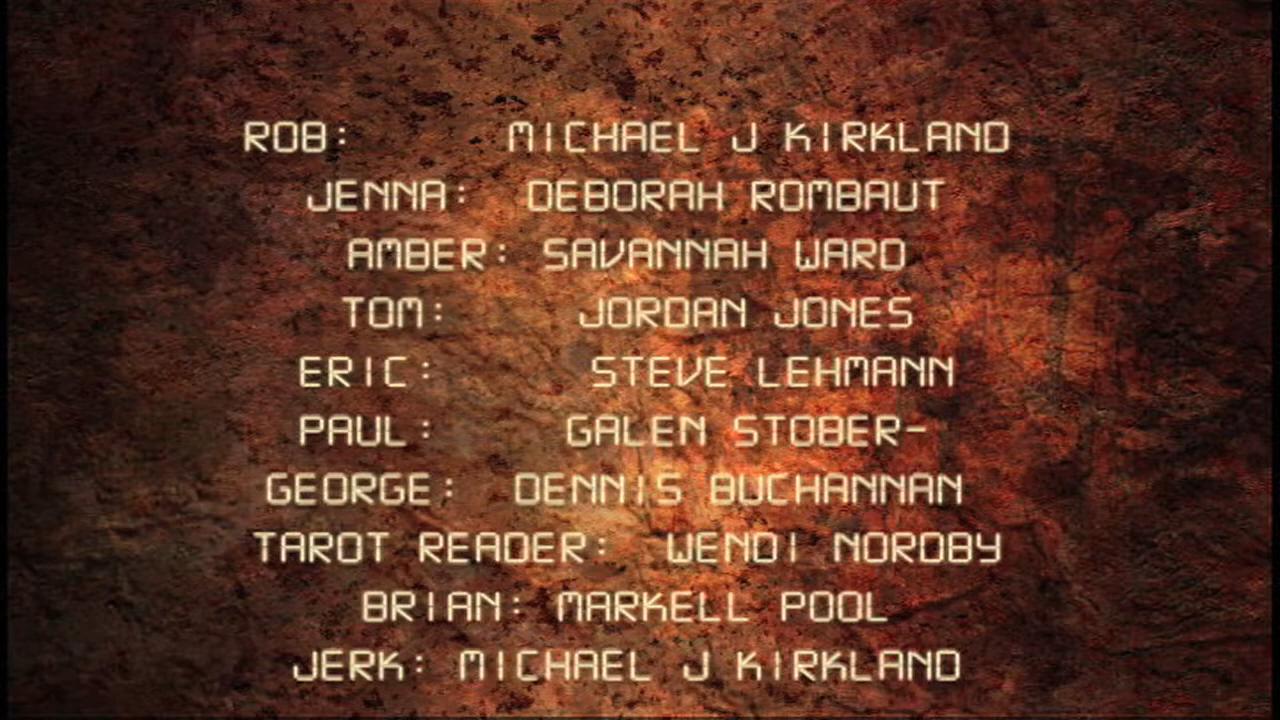 ROB: MICHAEL J KIRKLAND
JENNA: DEBORAH ROMBAUT
AMBER: SAVANNAH WARD
TOM: JORDAN JONES
ERIC: STEVE LEHMANN
PAUL: GALEN STOBER-
GEORGE: DENNIS BUCHANNAN
TAROT READER: WENDI NORDBY
BRIAN: MARKELL POOL
JERK: MICHAEL J KIRKLAND